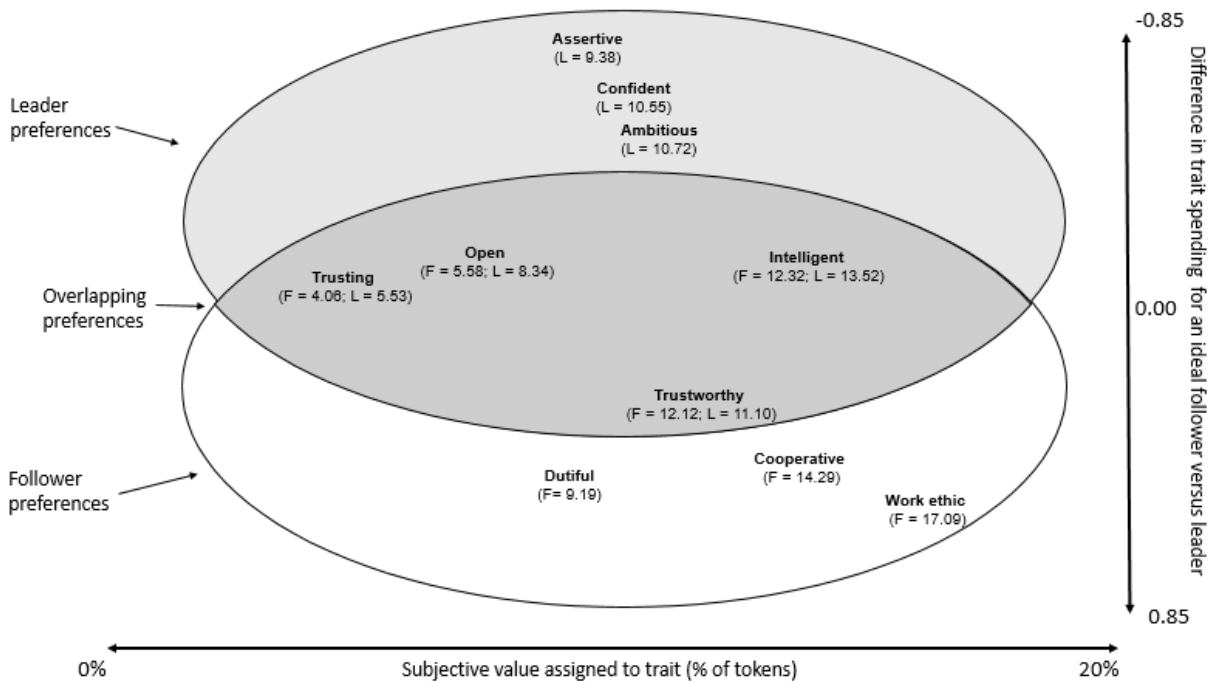 -0.85
Assertive
(L = 9.38)
Leader
preferences
Confident
(L = 10.55)
Ambitious
(L = 10.72)
Open
(F = 5.58; L = 8.34)
Intelligent
(F = 12.32; L = 13.52)
Trusting
(F = 4.06; L = 5.53)
Overlapping
preferences
0.00
Difference in trait spending for an ideal follower versus leader
Trustworthy
(F = 12.12; L = 11.10)
Follower
preferences
Dutiful
(F= 9.19)
Cooperative
(F = 14.29)
Work ethic
(F = 17.09)
0.85
0%
Subjective value assigned to trait (% of tokens)
20%